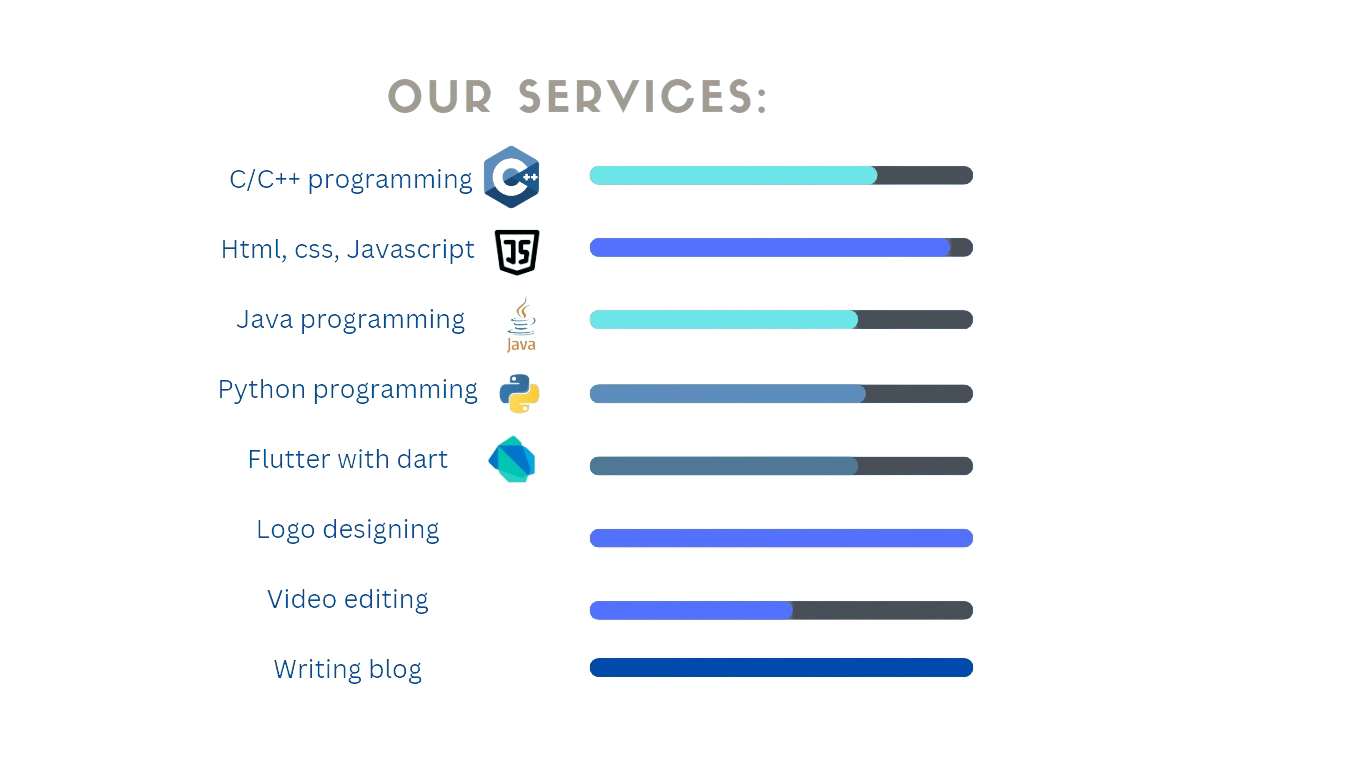 OUR SERVICES:
C/C++ programming
C++
Html, css, Javascript
JS
Java programming
Java
Python programming
Flutter with dart
Logo designing
Video editing
Writing blog